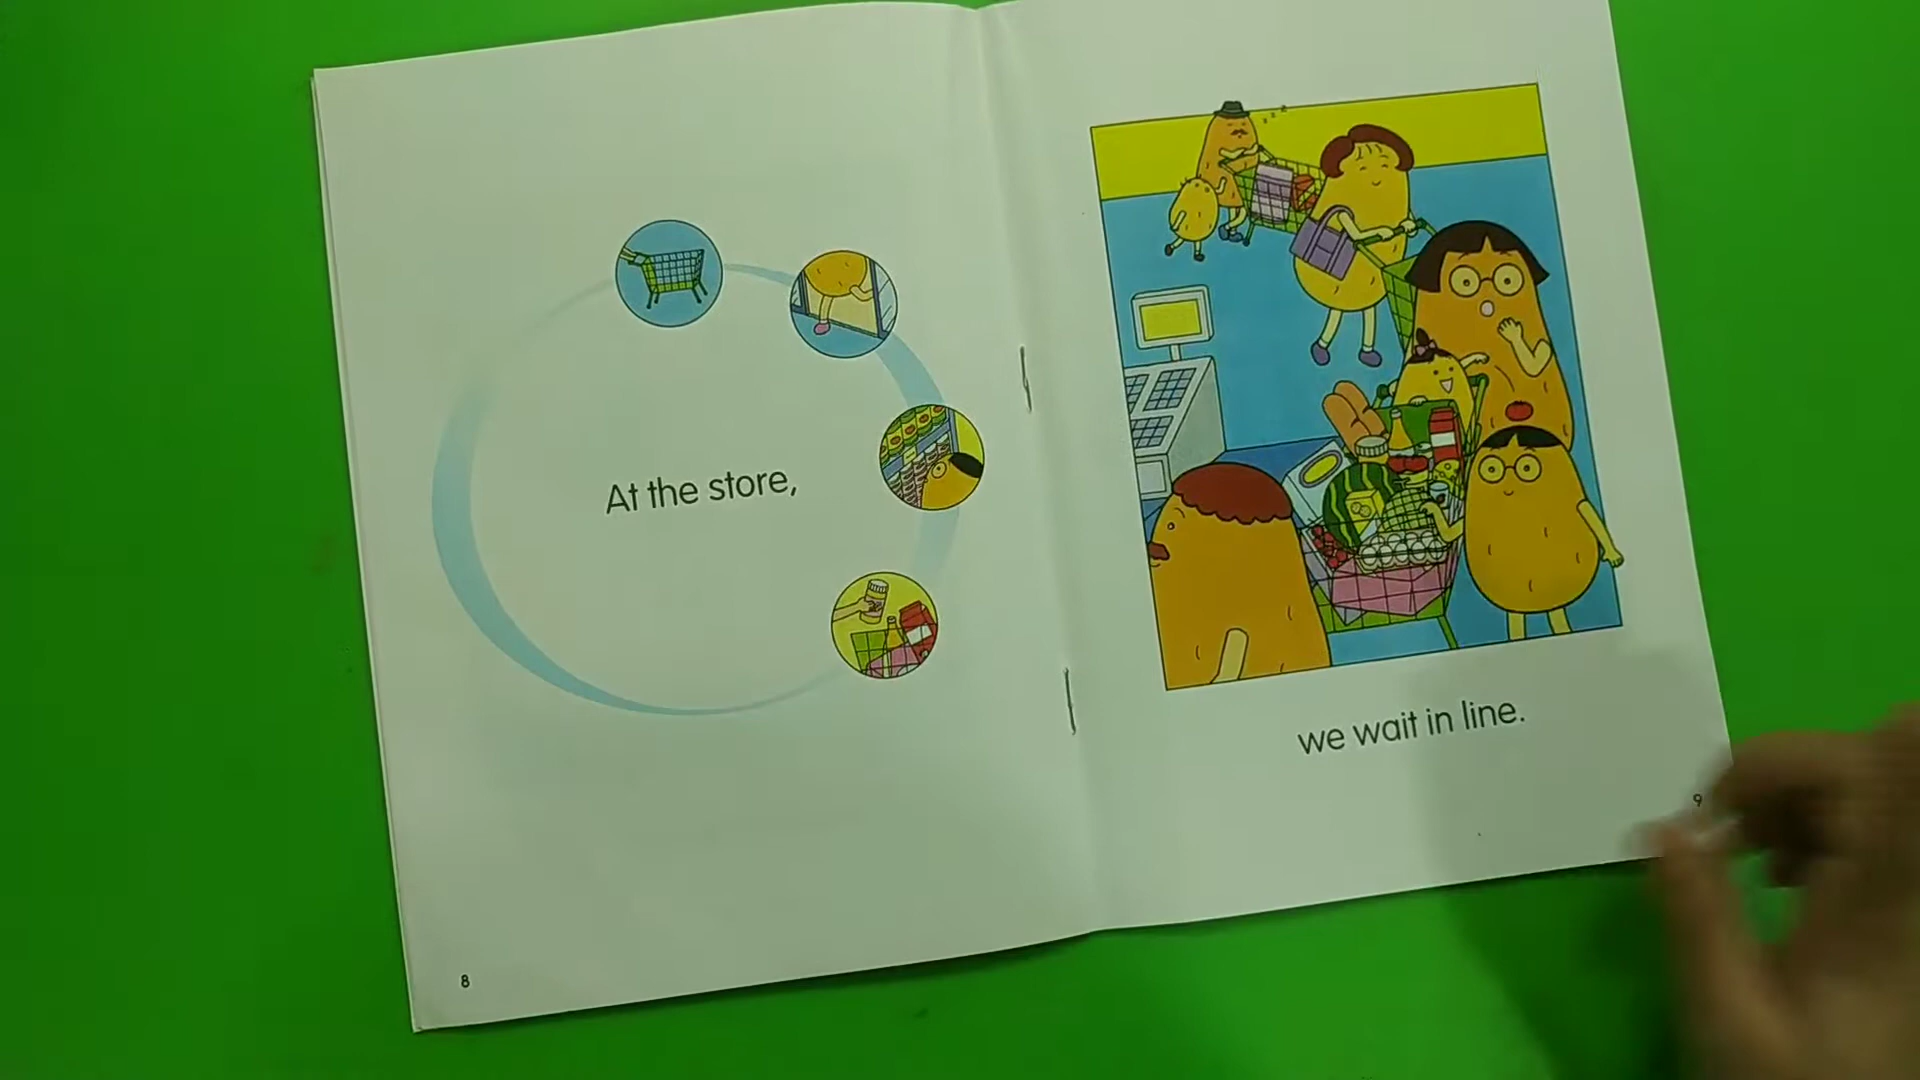 At the store,
8
z z z
we wait in line.
9